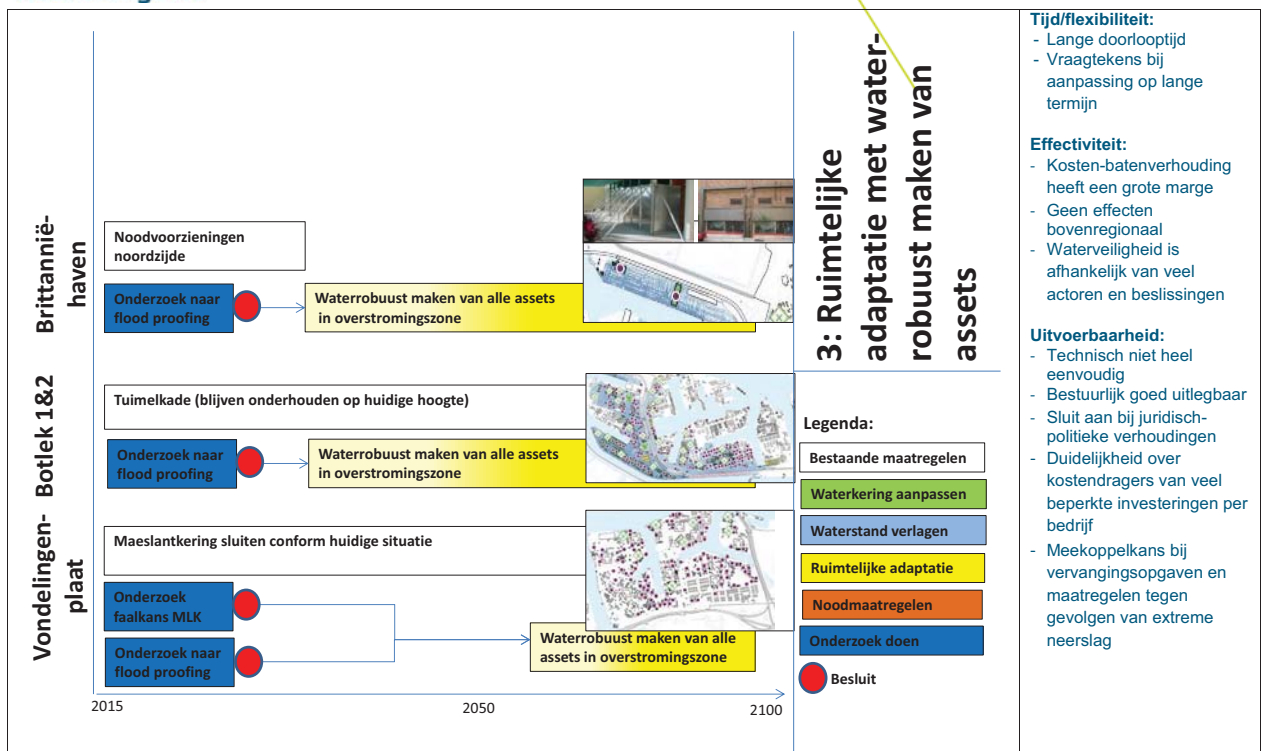 Brittannië-
haven
Noodvoorzieningen
noordzijde
Onderzoek naar
flood proofing
Waterrobuust maken van alle assets
in overstromingszone
Botlek 1&2
Tuimelkade (blijven onderhouden op huidige hoogte)
Onderzoek naar
flood proofing
Waterrobuust maken van alle assets
in overstromingszone
Vondelingen-
plaat
Maeslantkering sluiten conform huidige situatie
Onderzoek
faalkans MLK
Onderzoek naar
flood proofing
Waterrobuust maken van alle
assets in overstromingszone
2015
2050
2100
3: Ruimtelijke
adaptatie met water-
robuust maken van
assets
Legenda:
Bestaande maatregelen
Waterkering aanpassen
Waterstand verlagen
Ruimtelijke adaptatie
Noodmaatregelen
Onderzoek doen
Besluit
Tijd/flexibiliteit:
- Lange doorlooptijd
- Vraagtekens bij
aanpassing op lange
termijn
Effectiviteit:
- Kosten-batenverhouding
heeft een grote marge
- Geen effecten
bovenregionaal
- Waterveiligheid is
afhankelijk van veel
actoren en beslissingen
Uitvoerbaarheid:
- Technisch niet heel
eenvoudig
- Bestuurlijk goed uitlegbaar
- Sluit aan bij juridisch-
politieke verhoudingen
- Duidelijkheid over
kostendragers van veel
beperkte investeringen per
bedrijf
- Meekoppelkans bij
vervangingsopgaven en
maatregelen tegen
gevolgen van extreme
neerslag